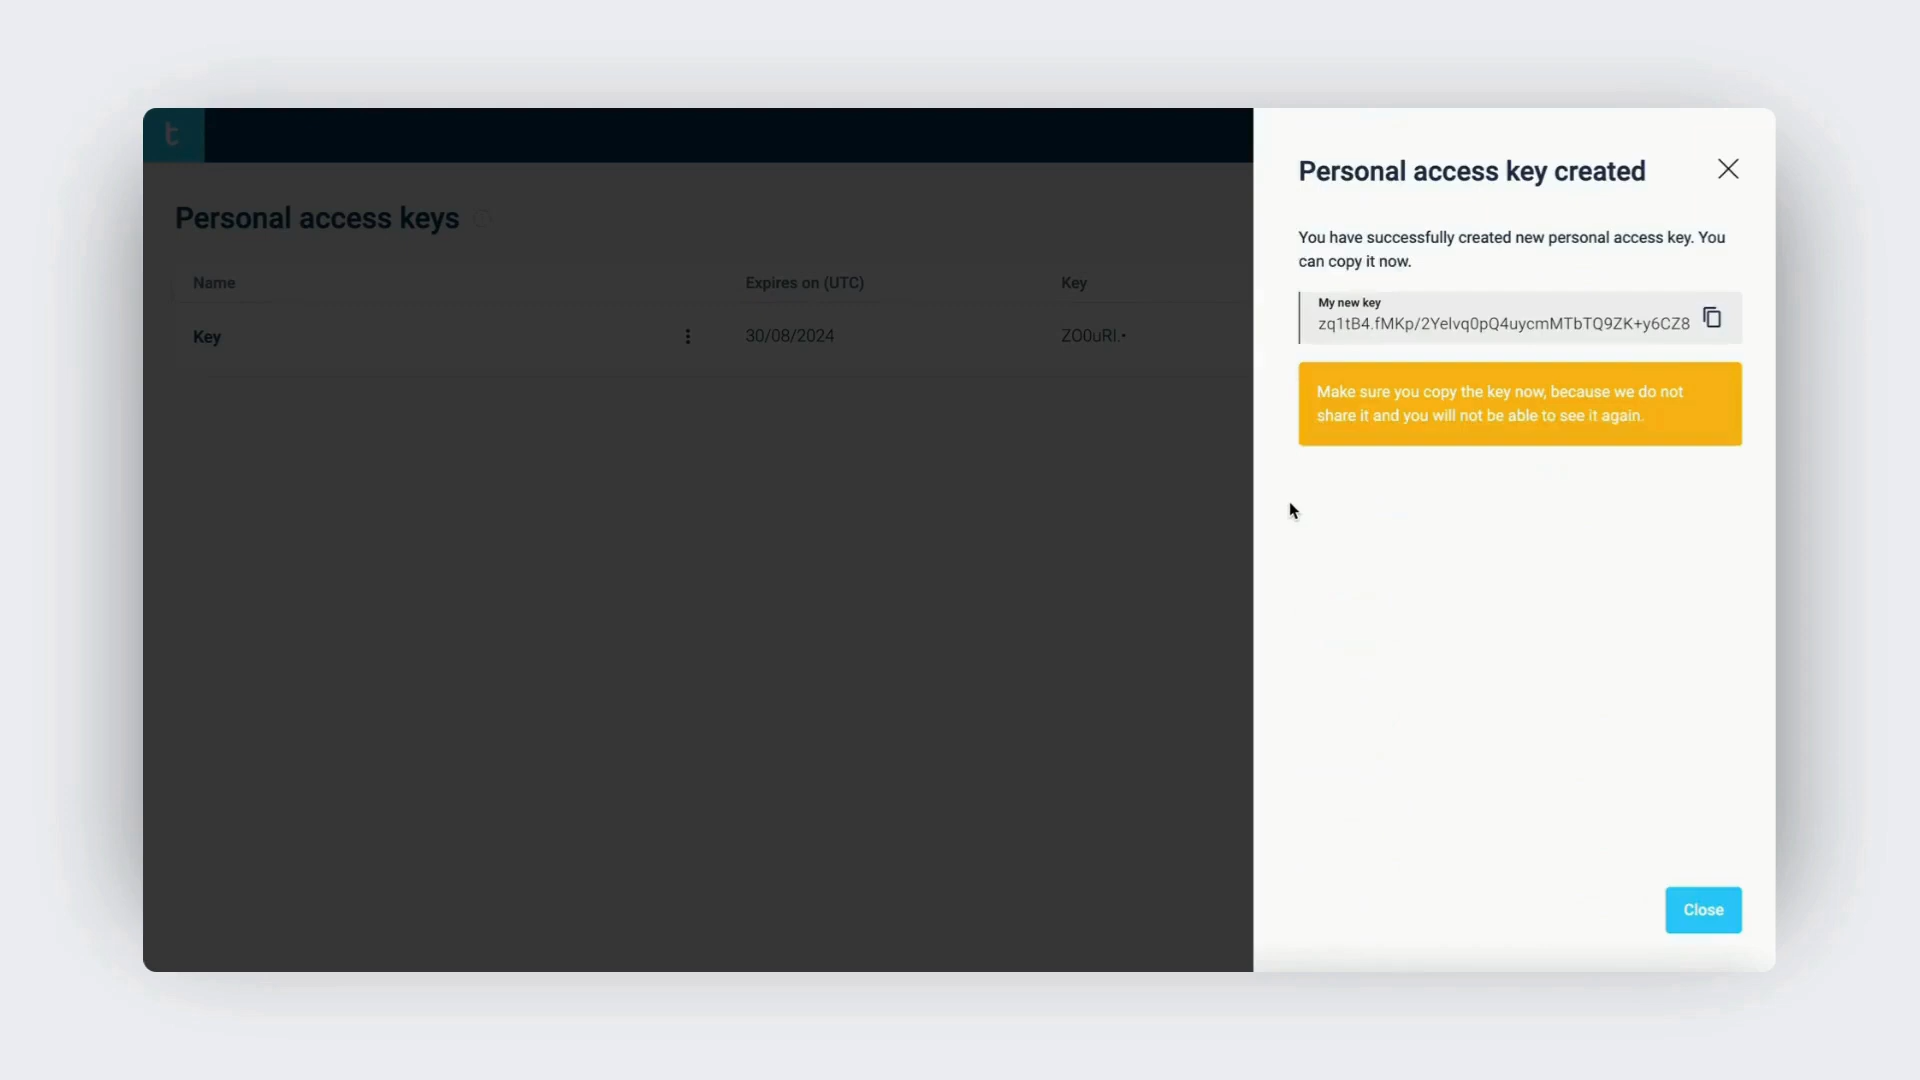 t
Personal access keys
Name Expires on (UTC) Key
Key 30/08/2024 ZO0uRI.•
Personal access key created
You have successfully created new personal access key. You
can copy it now.
My new key
zq1tB4.fMKp/2Yelvq0pQ4uycmMTbTQ9ZK+y6CZ8
Make sure you copy the key now, because we do not
share it and you will not be able to see it again.
Close